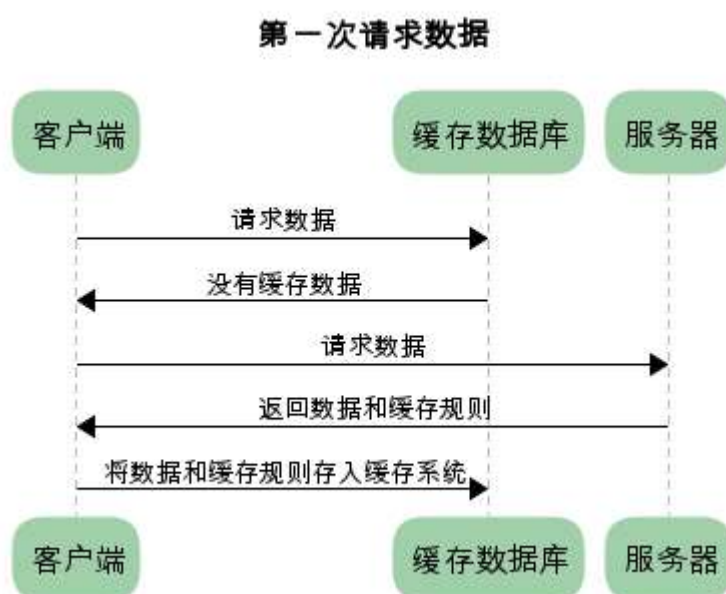 第一次请求数据
客户端 缓存数据库 服务器
请求数据
没有缓存数据
请求数据
返回数据和缓存规则
将数据和缓存规则存入缓存系统
客户端 缓存数据库 服务器